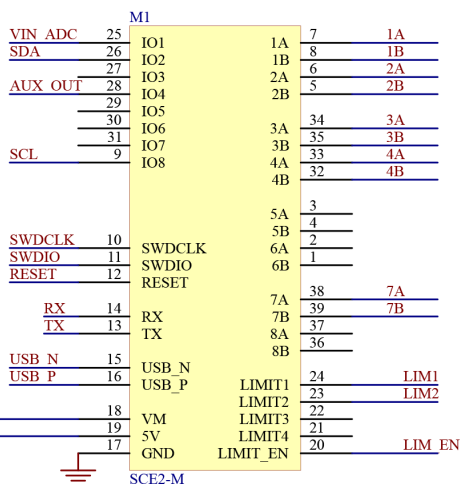 M1
VIN_ADC 25 IO1 1A 7 1A
SDA 26 IO2 1B 8 1B
27 IO3 2A 6 2A
AUX_OUT 28 IO4 2B 5 2B
29 IO5
30 IO6 3A 34 3A
31 IO7 3B 35 3B
SCL 9 IO8 4A 33 4A
4B 32 4B
5A 3
5B 4
SWDCLK 10 SWDCLK 6A 2
SWDIO 11 SWDIO 6B 1
RESET 12 RESET
7A 38 7A
RX 14 RX 7B 39 7B
TX 13 TX 8A 37
8B 36
USB_N 15 USB_N
USB_P 16 USB_P LIMIT1 24 LIM1
LIMIT2 23 LIM2
18 VM LIMIT3 22
19 5V LIMIT4 21
17 GND LIMIT_EN 20 LIM_EN
SCE2-M